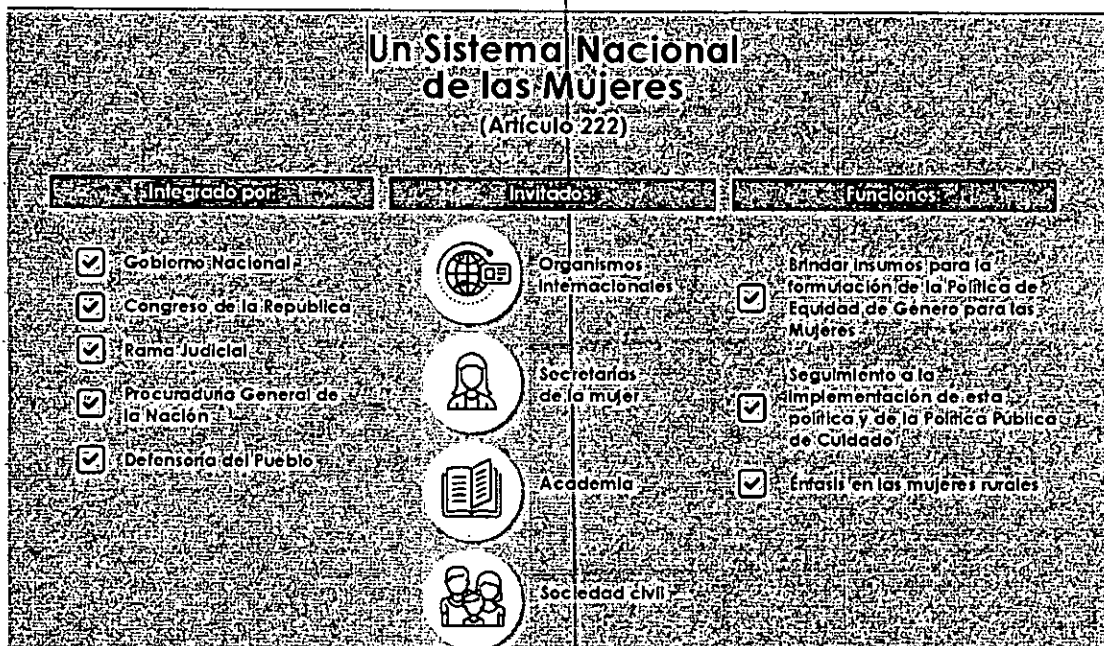 Un Sistema Nacional
de las Mujeres
(Artículo 222)
Integrado por:
Gobierno Nacional
Congreso de la Republica
Rama Judicial
Procuraduría General de
la Nación
Defensoría del Pueblo
Invitados:
Organismos
Internacionales
Secretarías
de la mujer
Academia
Sociedad civil
Funciones:
Brindar insumos para la
formulación de la Política de
Equidad de Género para las
Mujeres
Seguimiento a la
implementación de esta
política y de la Política Publica
de Cuidado
Énfasis en las mujeres rurales